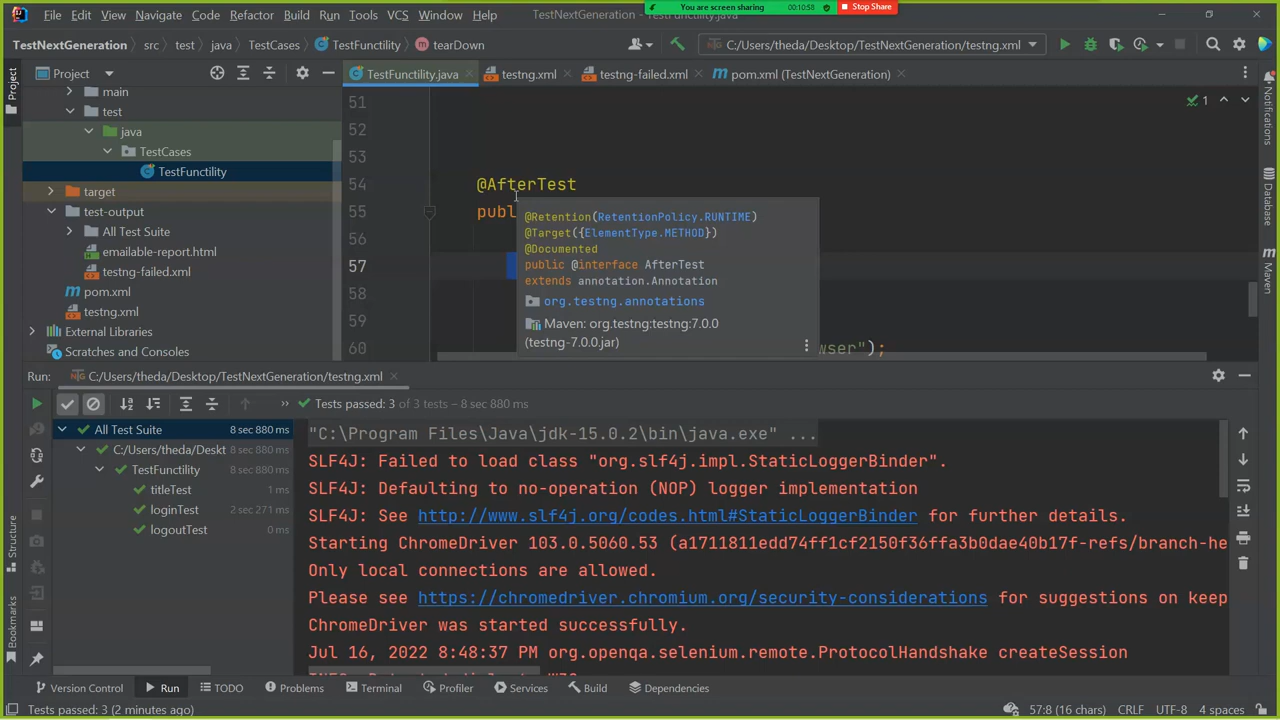 You are screen sharing 00:10:58 Stop Share
File Edit View Navigate Code Refactor Build Run Tools VCS Window Help TestNextGeneration - TestFunctility.java
TestNextGeneration src test java TestCases TestFunctility tearDown C:/Users/theda/Desktop/TestNextGeneration/testng.xml
Project
TestFunctility.java testng.xml testng-failed.xml pom.xml (TestNextGeneration)
Project
Notifications
Database
Maven
Structure
Bookmarks
main
test
java
TestCases
TestFunctility
target
test-output
All Test Suite
emailable-report.html
testng-failed.xml
pom.xml
testng.xml
External Libraries
Scratches and Consoles
1
51
52
53
54 @AfterTest
55 publ
56
57
58
59
60 wser");
@Retention(RetentionPolicy.RUNTIME)
@Target({ElementType.METHOD})
@Documented
public @interface AfterTest
extends annotation.Annotation
org.testng.annotations
Maven: org.testng:testng:7.0.0
(testng-7.0.0.jar)
Run: C:/Users/theda/Desktop/TestNextGeneration/testng.xml
Tests passed: 3 of 3 tests – 8 sec 880 ms
All Test Suite 8 sec 880 ms
C:/Users/theda/Deskt 8 sec 880 ms
TestFunctility 8 sec 880 ms
titleTest 1 ms
loginTest 2 sec 271 ms
logoutTest 0 ms
"C:\Program Files\Java\jdk-15.0.2\bin\java.exe" ...
SLF4J: Failed to load class "org.slf4j.impl.StaticLoggerBinder".
SLF4J: Defaulting to no-operation (NOP) logger implementation
SLF4J: See http://www.slf4j.org/codes.html#StaticLoggerBinder for further details.
Starting ChromeDriver 103.0.5060.53 (a1711811edd74ff1cf2150f36ffa3b0dae40b17f-refs/branch-he
Only local connections are allowed.
Please see https://chromedriver.chromium.org/security-considerations for suggestions on keep
ChromeDriver was started successfully.
Jul 16, 2022 8:48:37 PM org.openqa.selenium.remote.ProtocolHandshake createSession
Version Control Run TODO Problems Terminal Profiler Services Build Dependencies
Tests passed: 3 (2 minutes ago) 57:8 (16 chars) CRLF UTF-8 4 spaces